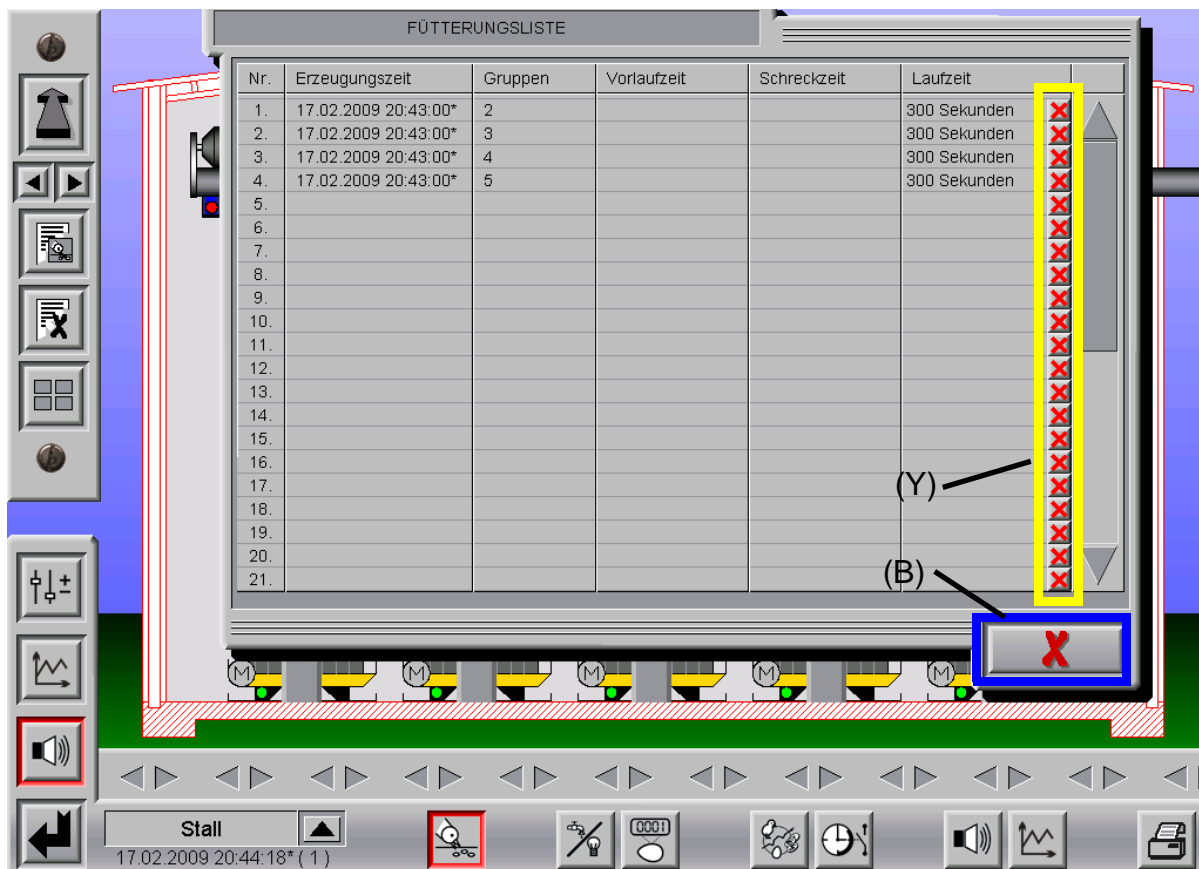 FÜTTERUNGSLISTE
Nr. Erzeugungszeit Gruppen Vorlaufzeit Schreckzeit Laufzeit
1. 17.02.2009 20:43:00* 2 300 Sekunden
2. 17.02.2009 20:43:00* 3 300 Sekunden
3. 17.02.2009 20:43:00* 4 300 Sekunden
4. 17.02.2009 20:43:00* 5 300 Sekunden
5.
6.
7.
8.
9.
10.
11.
12.
13.
14.
15.
16.
17.
18.
19.
20.
21.
(Y)
(B)
M M M M M
Stall
17.02.2009 20:44:18* ( 1 )
0001